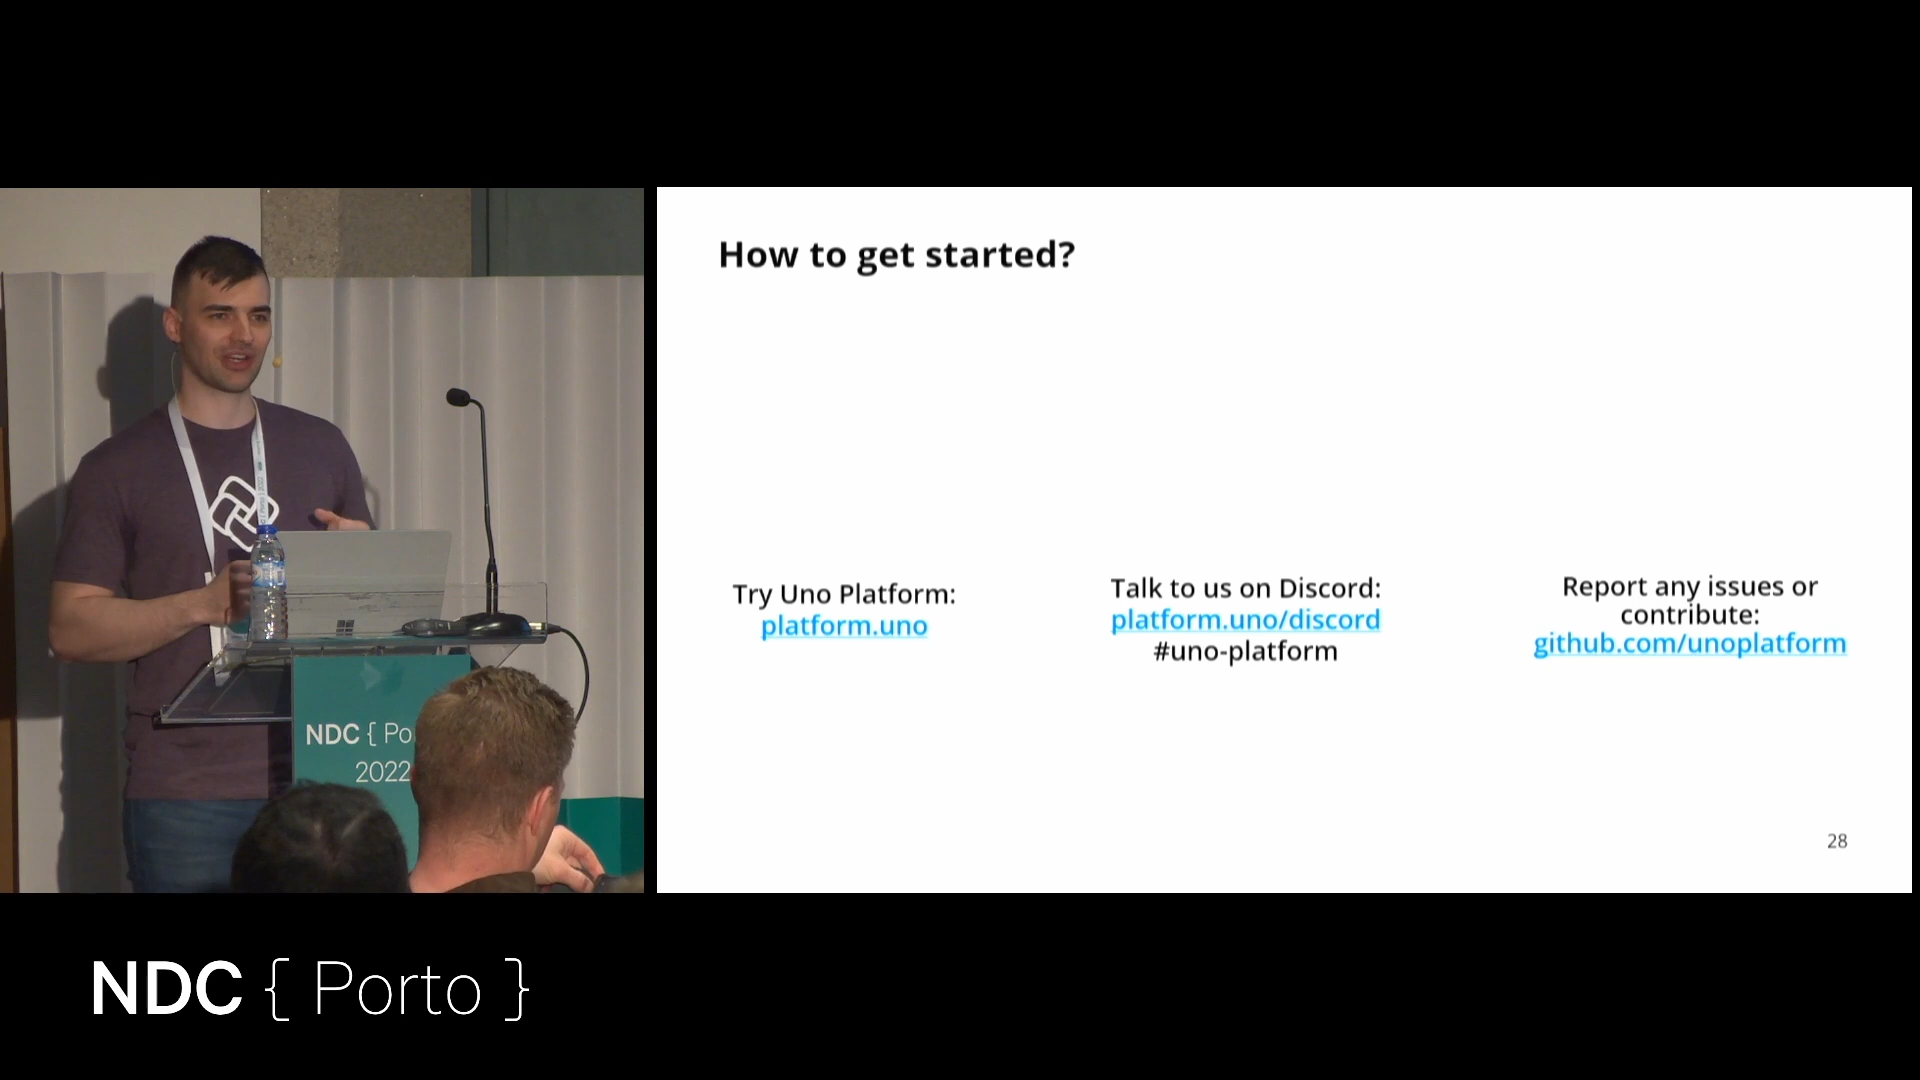 How to get started?
Try Uno Platform:
platform.uno
Talk to us on Discord:
platform.uno/discord
#uno-platform
Report any issues or
contribute:
github.com/unoplatform
28
NDC { Po
2022
NDC { Porto }